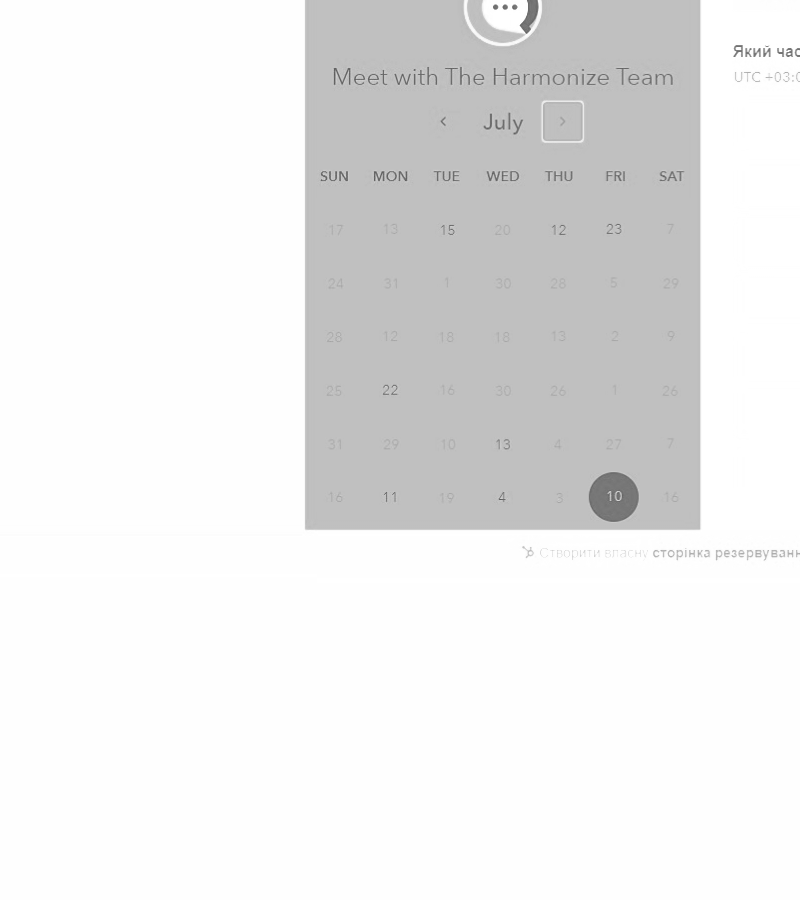 Який час
UTC +03:0
Meet with The Harmonize Team
July
SUN MON TUE WED THU FRI SAT
17 13 15 20 12 23 7
24 31 1 30 28 5 29
28 12 18 18 13 2 9
25 22 16 30 26 1 26
31 29 10 13 4 27 7
16 11 19 4 3 10 16
Створити власну сторінка резервуванн